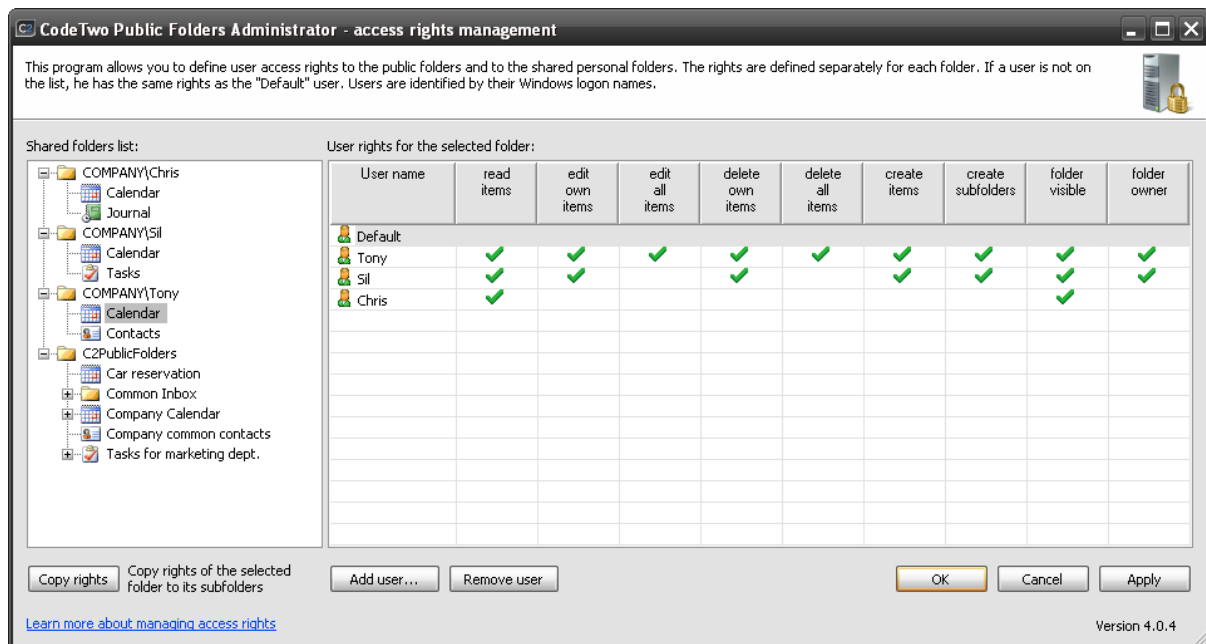 C2 CodeTwo Public Folders Administrator - access rights management
This program allows you to define user access rights to the public folders and to the shared personal folders. The rights are defined separately for each folder. If a user is not on
the list, he has the same rights as the "Default" user. Users are identified by their Windows logon names.
Shared folders list:
COMPANY\Chris
Calendar
Journal
COMPANY\Sil
Calendar
Tasks
COMPANY\Tony
Calendar
Contacts
C2PublicFolders
Car reservation
Common Inbox
Company Calendar
Company common contacts
Tasks for marketing dept.
User rights for the selected folder:
User name
read
items
edit
own
items
edit
all
items
delete
own
items
delete
all
items
create
items
create
subfolders
folder
visible
folder
owner
Default
Tony
Sil
Chris
Copy rights
Copy rights of the selected
folder to its subfolders
Add user...
Remove user
OK
Cancel
Apply
Learn more about managing access rights
Version 4.0.4